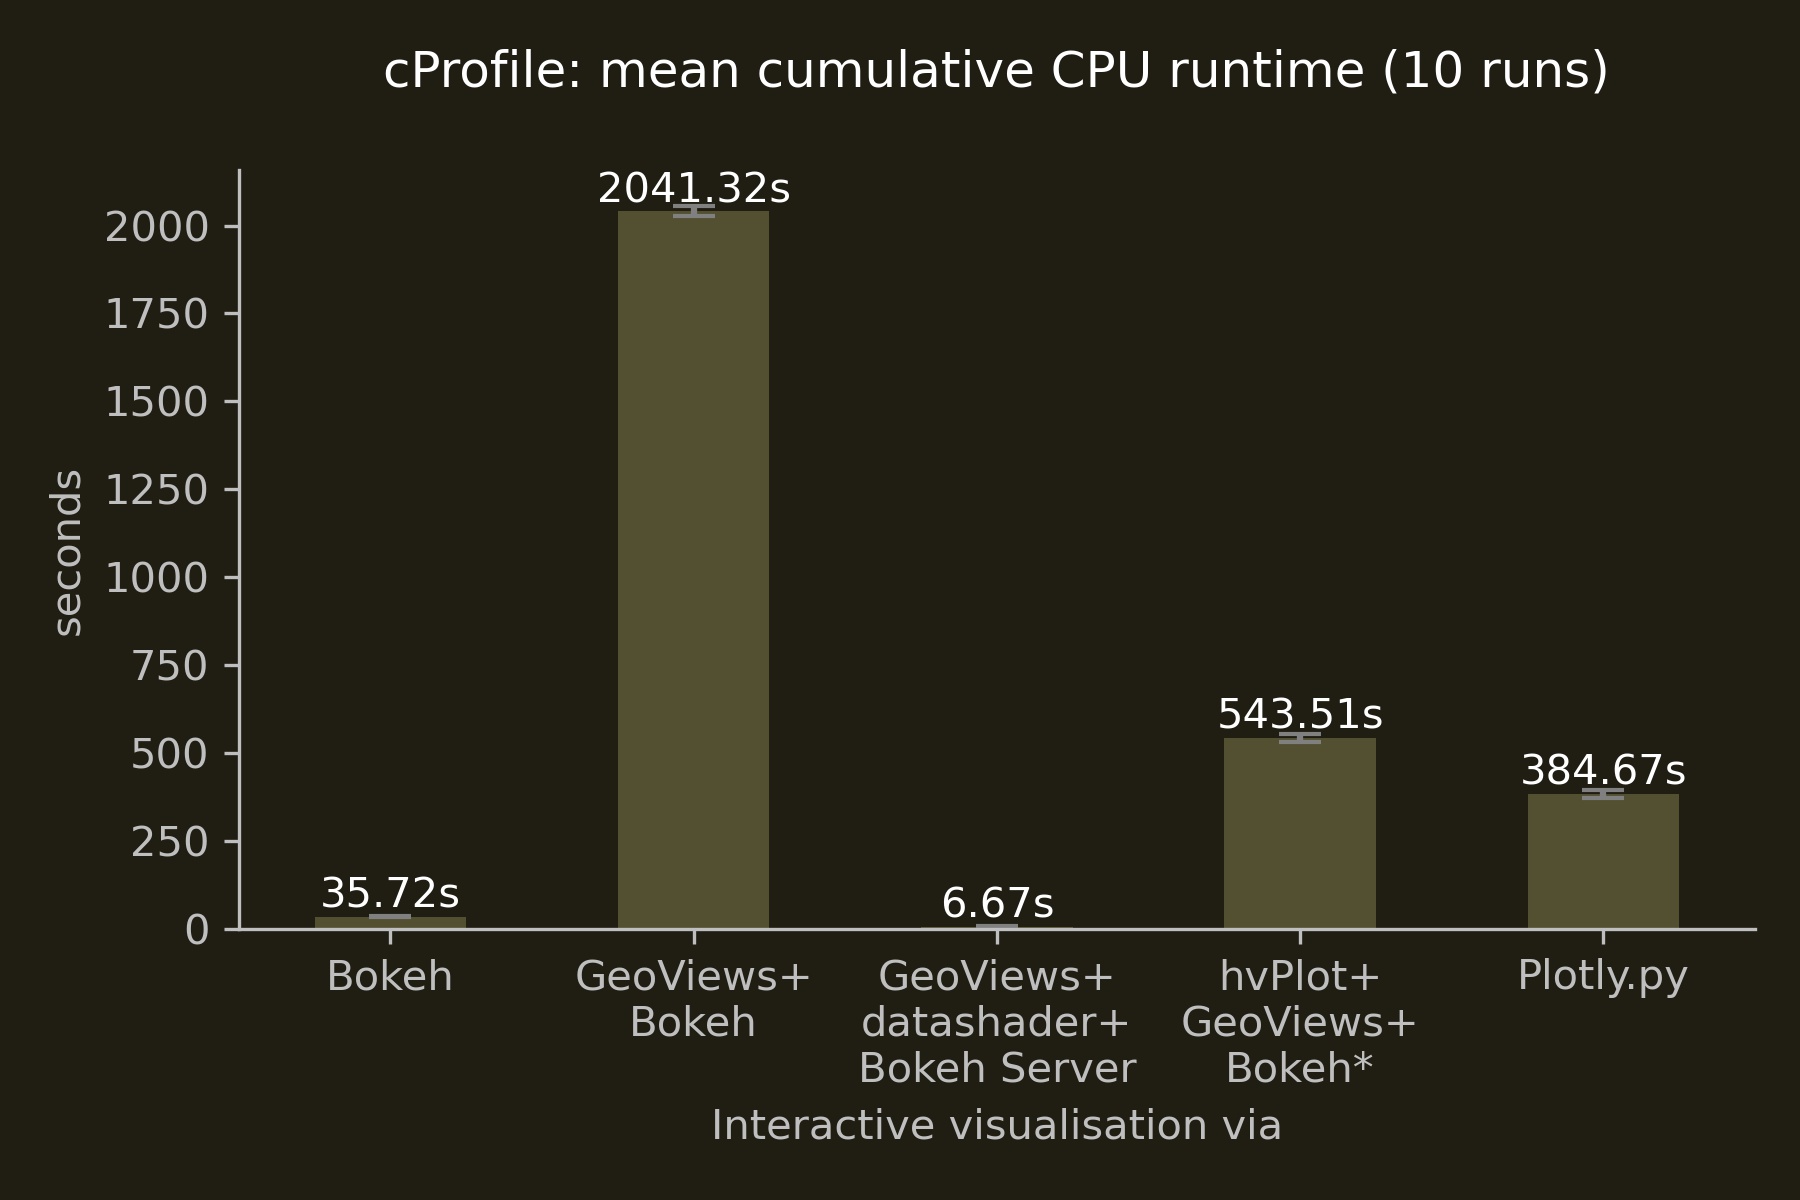 cProfile: mean cumulative CPU runtime (10 runs)
seconds
2000
1750
1500
1250
1000
750
500
250
0
35.72s
2041.32s
6.67s
543.51s
384.67s
Bokeh
GeoViews+
Bokeh
GeoViews+
datashader+
Bokeh Server
hvPlot+
GeoViews+
Bokeh*
Plotly.py
Interactive visualisation via